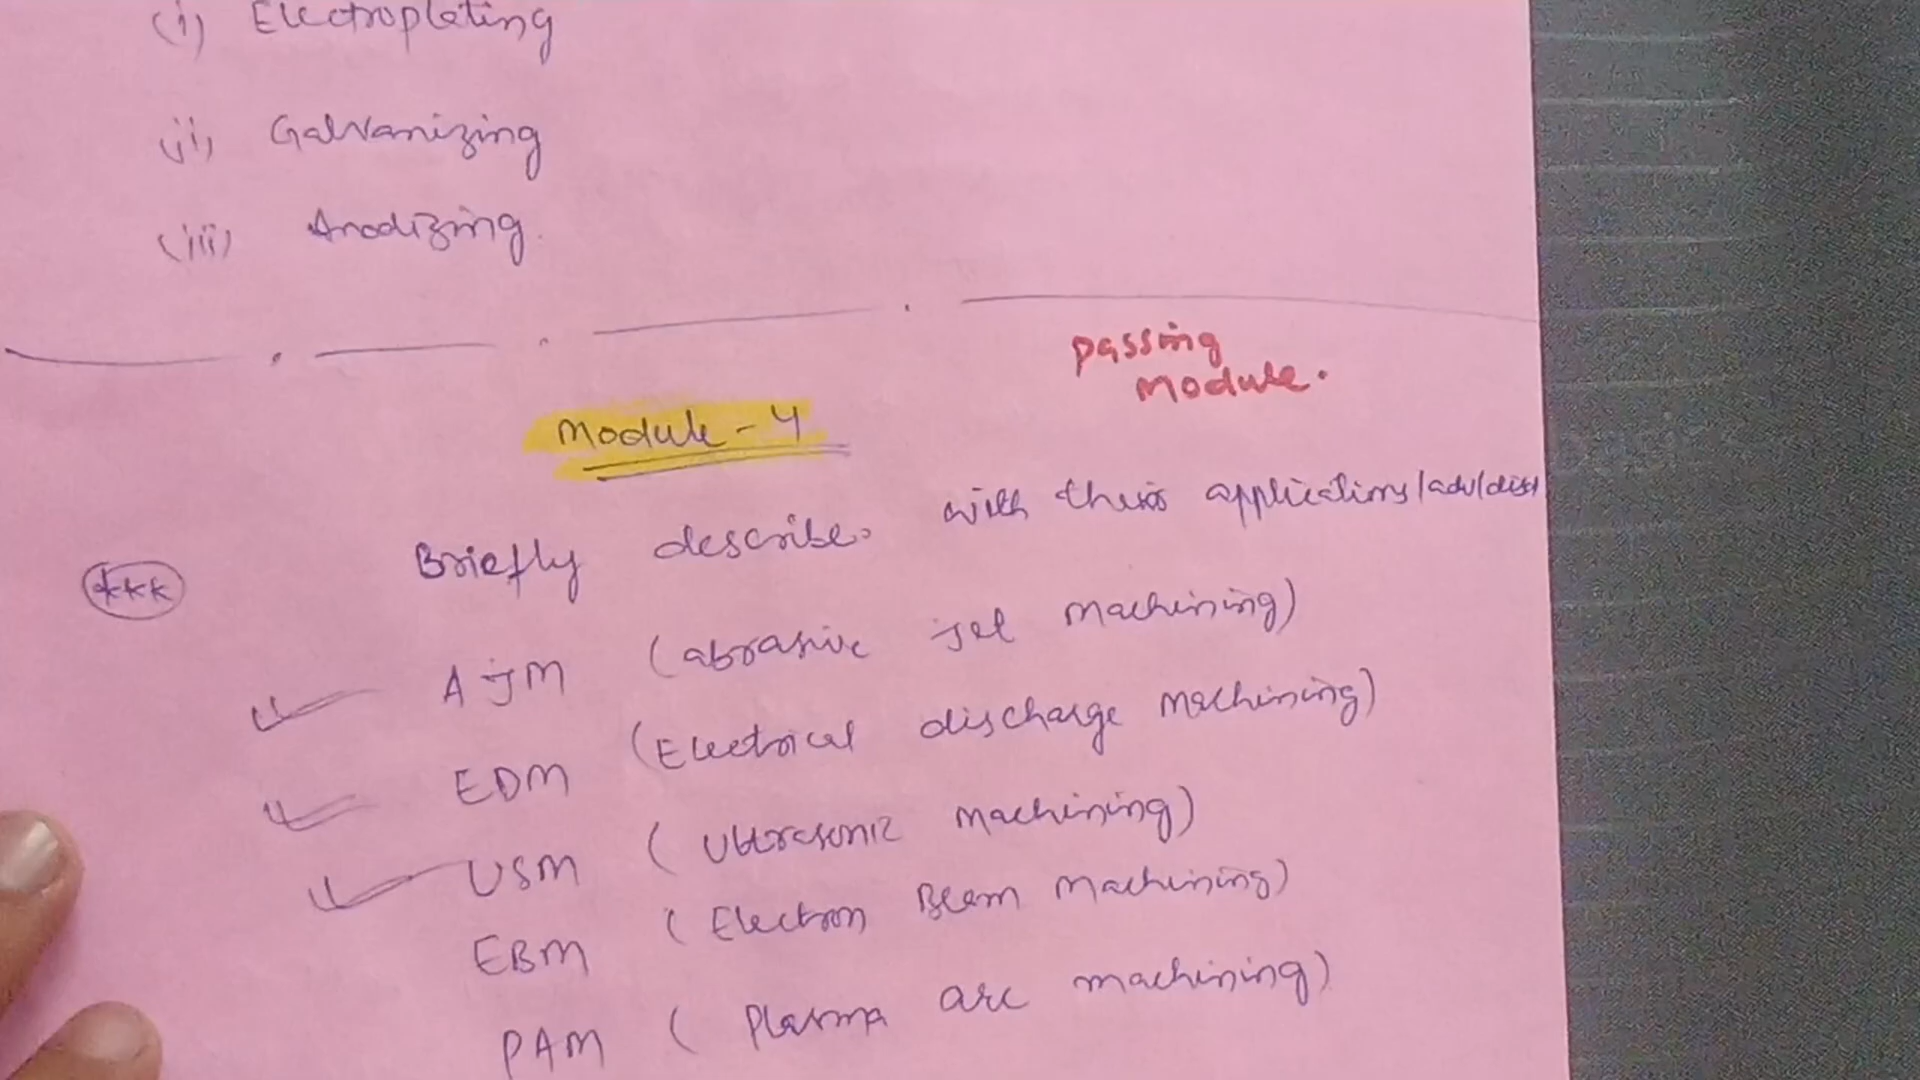 (i) Electroplating
(ii) Galvanizing
(iii) Anodizing.
Passing
Module.
Module - 4
Briefly describe. with their applications/adv/dis
*** 
AJM (abrasive jet Machining)
EDM (Electrical discharge Machining)
USM (Ultrasonic Machining)
EBM (Electron Beam Machining)
PAM (Plasma arc machining)